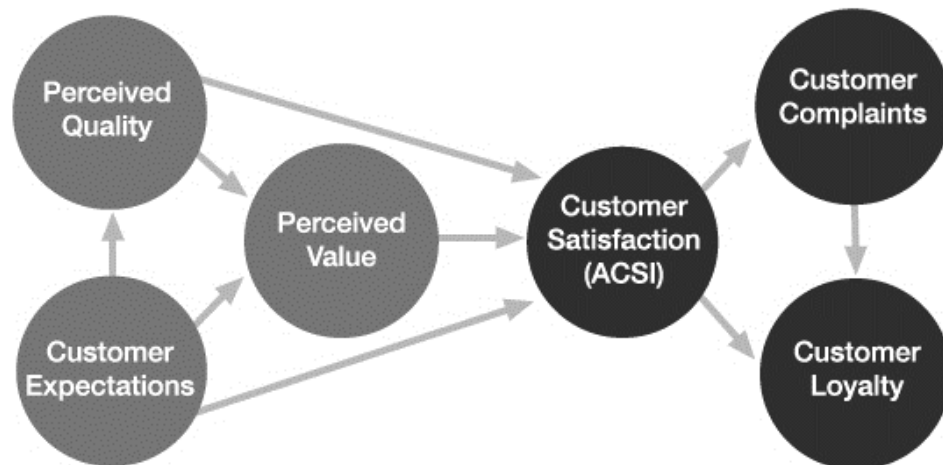 Perceived
Quality
Customer
Expectations
Perceived
Value
Customer
Satisfaction
(ACSI)
Customer
Complaints
Customer
Loyalty